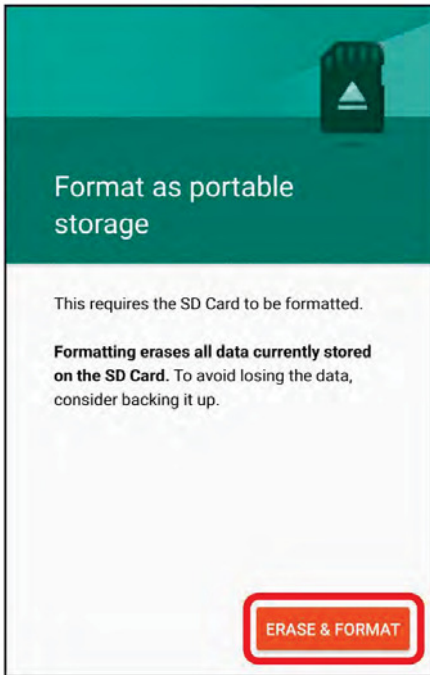 Format as portable
storage
This requires the SD Card to be formatted.
Formatting erases all data currently stored
on the SD Card. To avoid losing the data,
consider backing it up.
ERASE & FORMAT